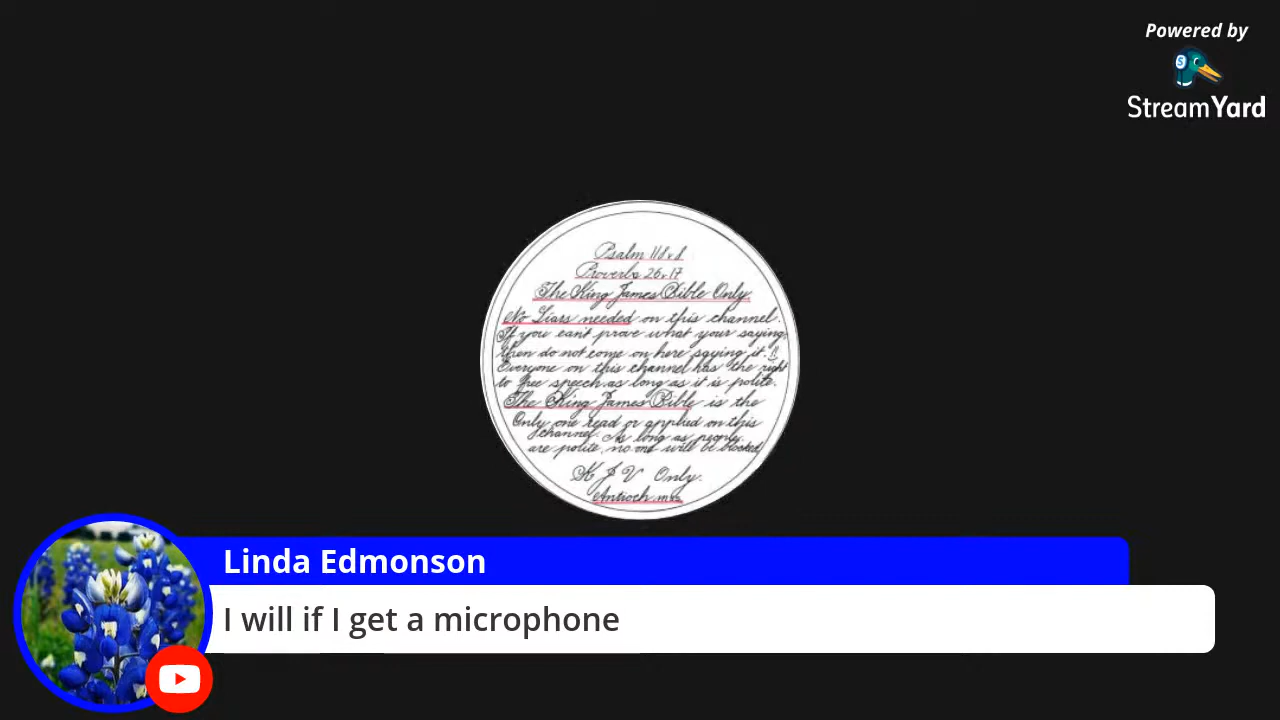 Powered by
StreamYard
Psalm 118 v 8
Proverbs 26 v 17
The King James Bible Only
No Liars needed on this channel.
If you can't prove what your saying,
then do not come on here saying it. !!
Everyone on this channel has the right
to free speech as long as it is polite.
The King James Bible is the
Only one read or applied on this
channel. As long as people
are polite, no one will be blocked
K J V Only.
Antioch
Linda Edmonson
I will if I get a microphone